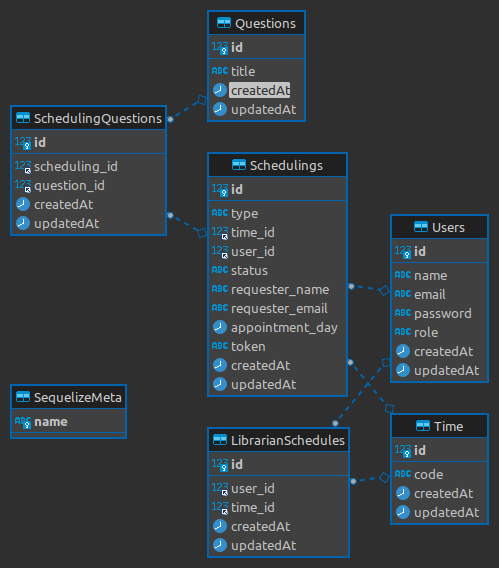 Questions
123 id
ABC title
createdAt
updatedAt
SchedulingQuestions
123 id
123 scheduling_id
123 question_id
createdAt
updatedAt
Schedulings
123 id
ABC type
123 time_id
123 user_id
ABC status
ABC requester_name
ABC requester_email
appointment_day
ABC token
createdAt
updatedAt
Users
123 id
ABC name
ABC email
ABC password
ABC role
createdAt
updatedAt
SequelizeMeta
ABC name
LibrarianSchedules
123 id
123 user_id
123 time_id
createdAt
updatedAt
Time
123 id
ABC code
createdAt
updatedAt